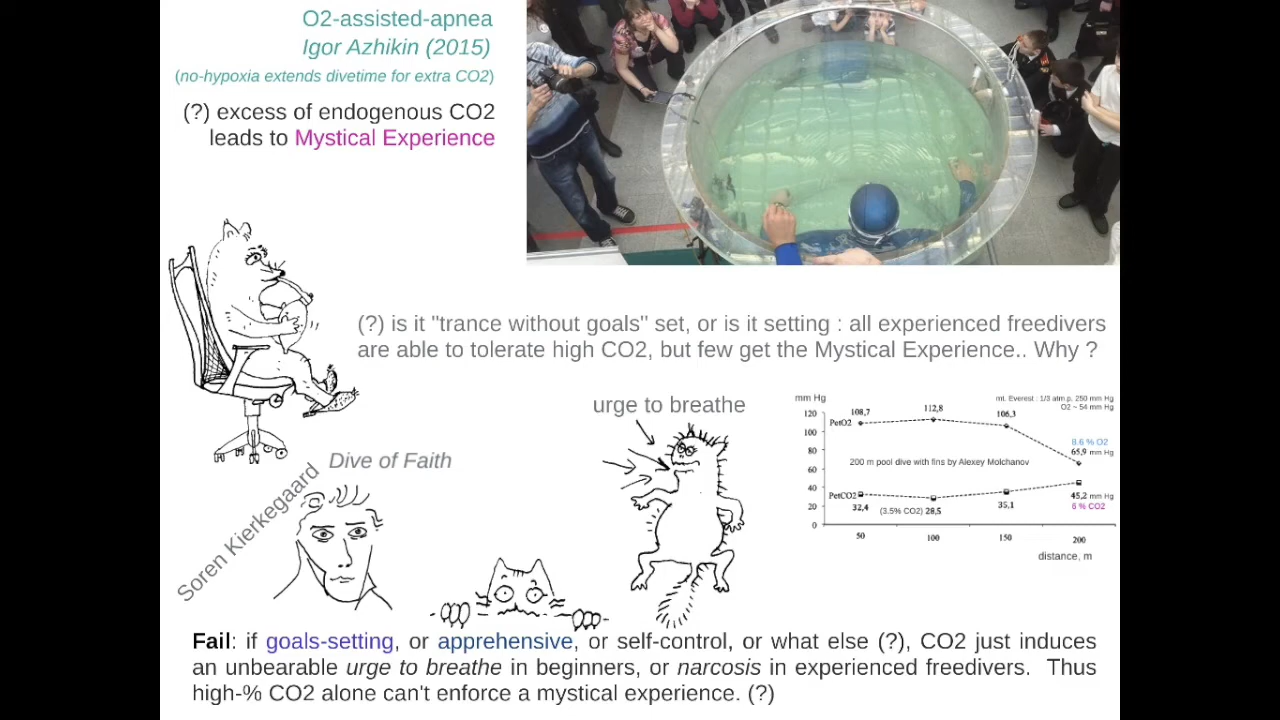 O2-assisted-apnea
Igor Azhikin (2015)
(no-hypoxia extends divetime for extra CO2)
(?) excess of endogenous CO2
leads to Mystical Experience
(?) is it "trance without goals" set, or is it setting : all experienced freedivers
are able to tolerate high CO2, but few get the Mystical Experience.. Why ?
urge to breathe
Dive of Faith
Soren Kierkegaard
mm Hg
mt. Everest : 1/3 atm.p. 250 mm Hg
O2 ~ 54 mm Hg
120
100
80
60
40
20
0
PetO2
108,7
112,8
106,3
8.6 % O2
65,9 mm Hg
200 m pool dive with fins by Alexey Molchanov
PetCO2
32,4
(3.5% CO2) 28,5
35,1
45,2 mm Hg
6 % CO2
50
100
150
200
distance, m
Fail: if goals-setting, or apprehensive, or self-control, or what else (?), CO2 just induces
an unbearable urge to breathe in beginners, or narcosis in experienced freedivers. Thus
high-% CO2 alone can't enforce a mystical experience. (?)